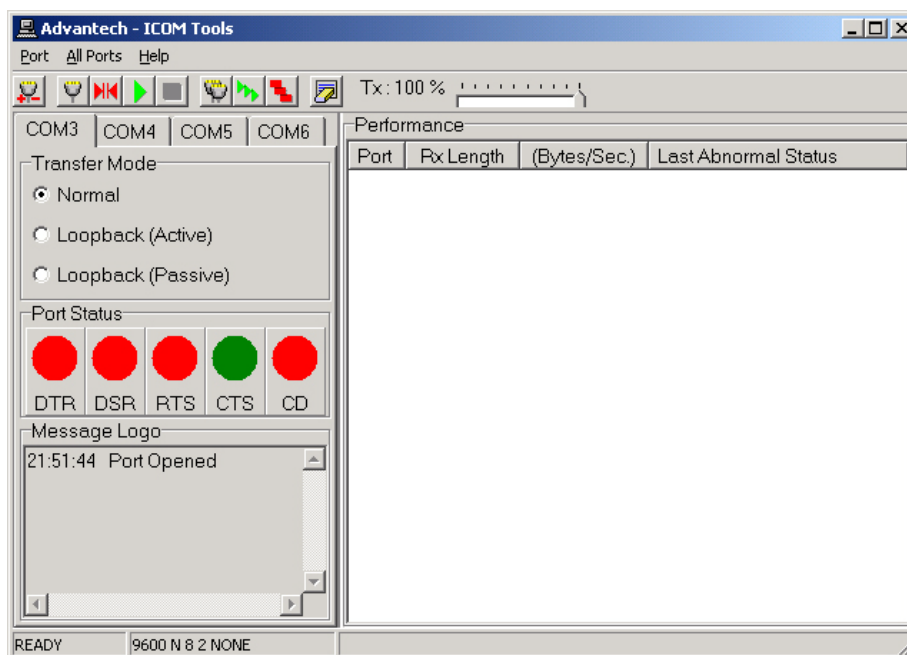 Advantech - ICOM Tools
Port All Ports Help
Tx : 100 %
COM3 COM4 COM5 COM6
Transfer Mode
Normal
Loopback (Active)
Loopback (Passive)
Port Status
DTR DSR RTS CTS CD
Message Logo
21:51:44 Port Opened
Performance
Port Rx Length (Bytes/Sec.) Last Abnormal Status
READY 9600 N 8 2 NONE